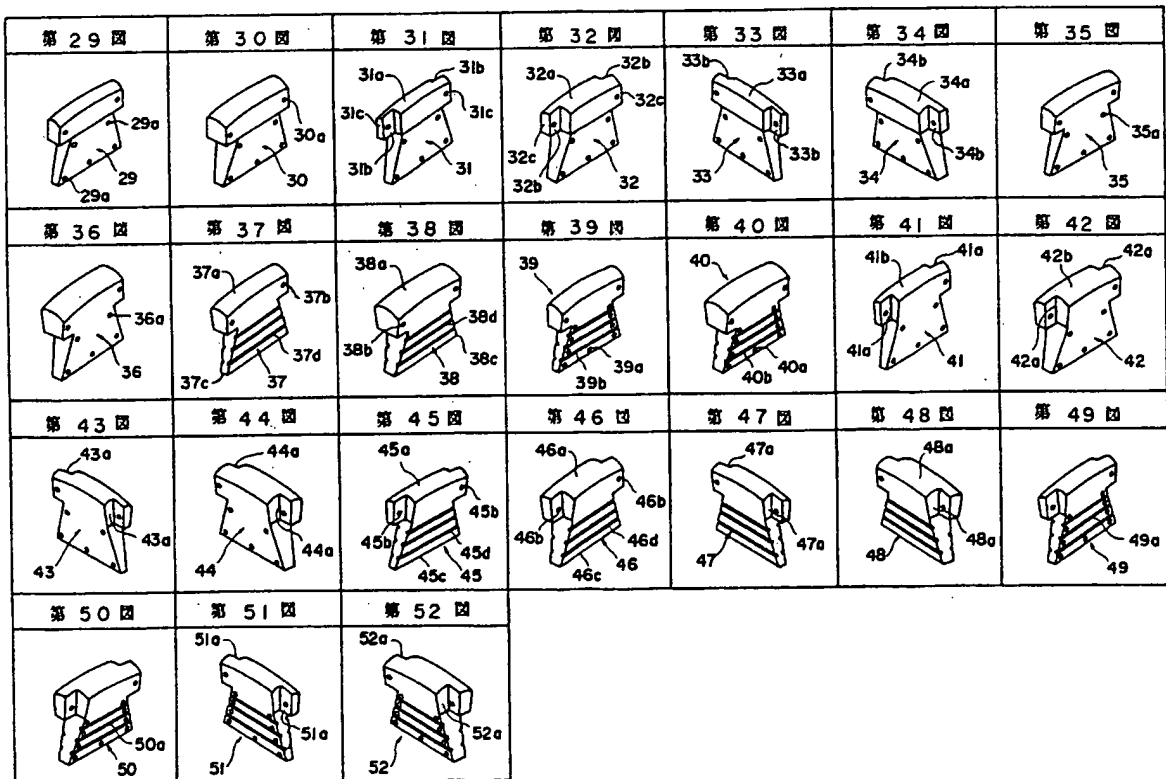 第29図 第30図 第31図 第32図 第33図 第34図 第35図
29a 29 29a
30a 30
31a 31b 31c 31c 31b 31
32a 32b 32c 32c 32b 32
33b 33a 33b 33
34b 34a 34b 34
35a 35
第36図 第37図 第38図 第39図 第40図 第41図 第42図
36a 36
37a 37b 37d 37c 37
38a 38d 38b 38c 38
39 39a 39b
40 40a 40b
41b 41a 41a 41
42b 42a 42a 42
第43図 第44図 第45図 第46図 第47図 第48図 第49図
43a 43a 43
44a 44a 44
45a 45b 45b 45d 45c 45
46a 46b 46b 46d 46c 46
47a 47a 47
48a 48a 48
49a 49
第50図 第51図 第52図
50a 50
51a 51a 51
52a 52a 52